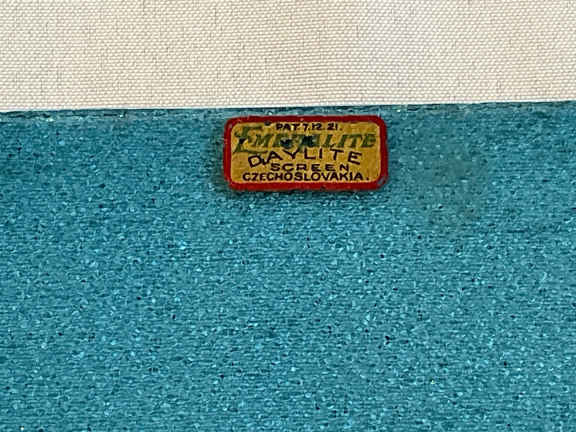 PAT. 7.12.21.
EMERALITE
DAYLITE
SCREEN
CZECHOSLOVAKIA.